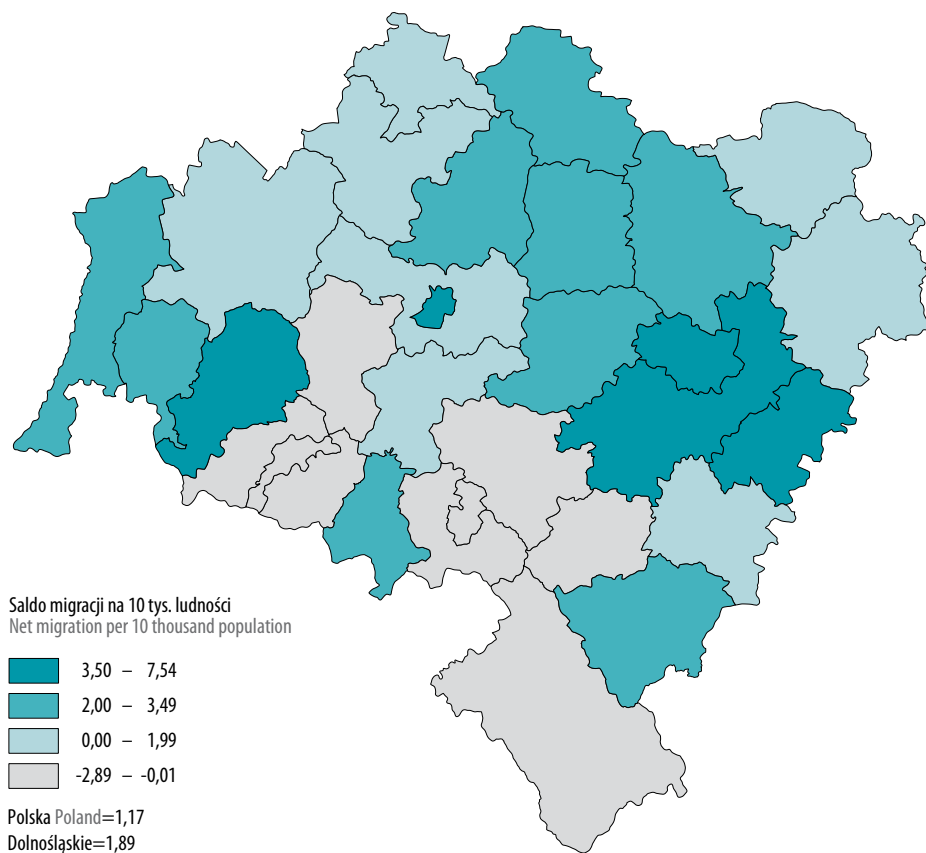 Saldo migracji na 10 tys. ludności
Net migration per 10 thousand population
3,50 – 7,54
2,00 – 3,49
0,00 – 1,99
-2,89 – -0,01
Polska Poland=1,17
Dolnośląskie=1,89